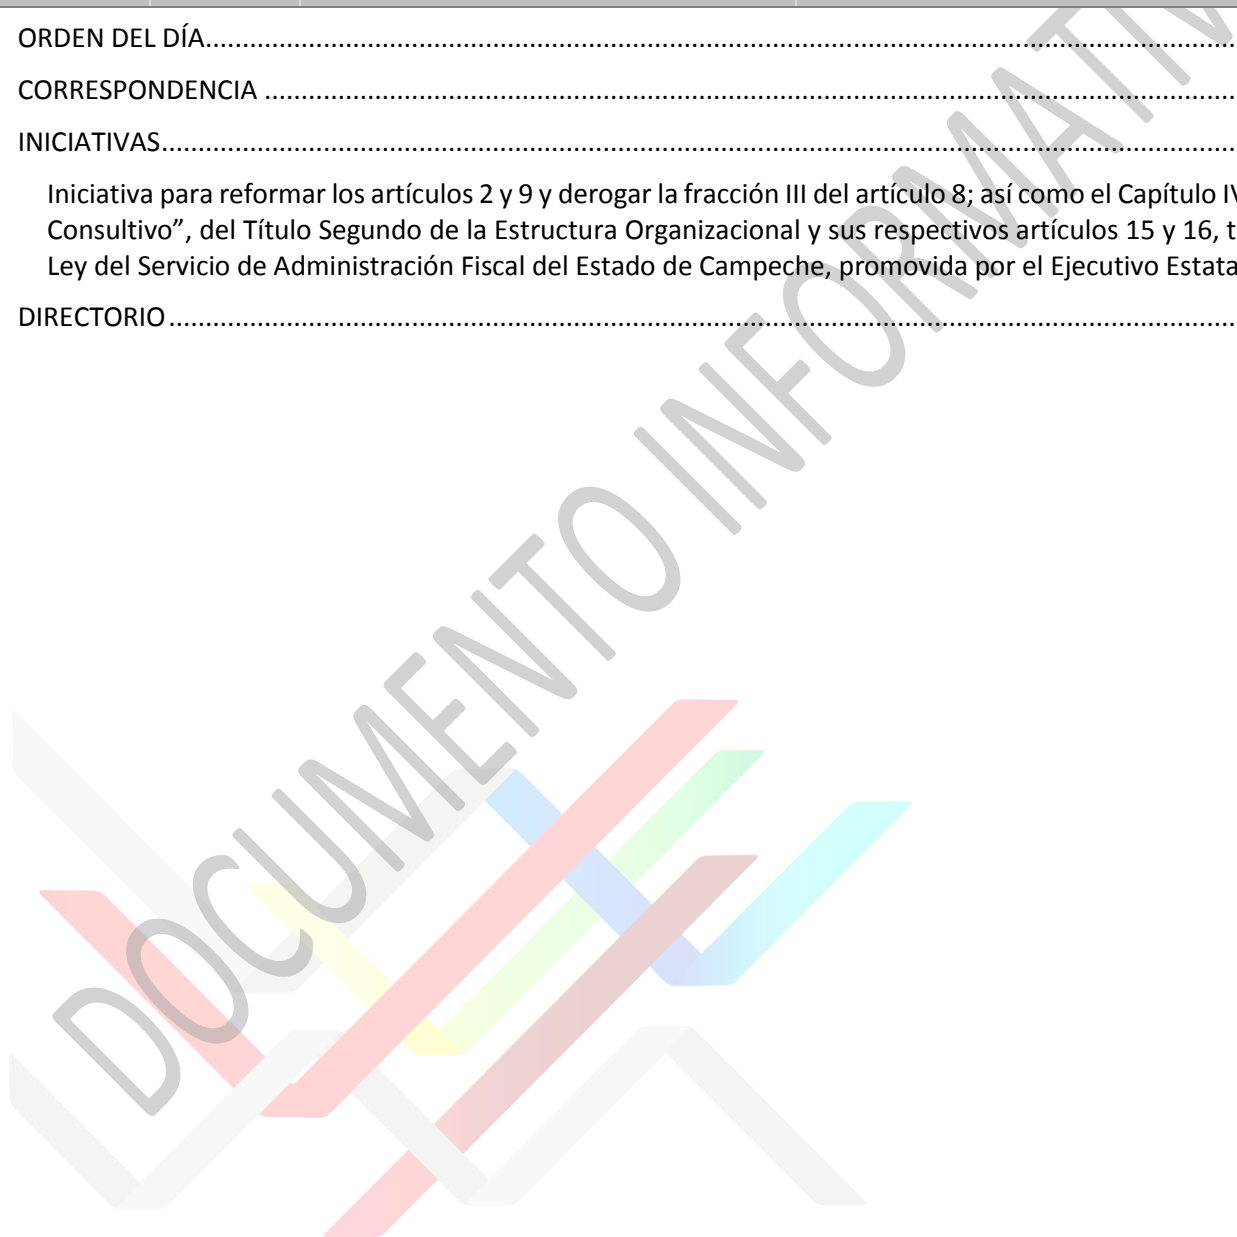 ORDEN DEL DÍA
CORRESPONDENCIA
INICIATIVAS
Iniciativa para reformar los artículos 2 y 9 y derogar la fracción III del artículo 8; así como el Capítulo IV
Consultivo”, del Título Segundo de la Estructura Organizacional y sus respectivos artículos 15 y 16, t
Ley del Servicio de Administración Fiscal del Estado de Campeche, promovida por el Ejecutivo Estata
DIRECTORIO
DOCUMENTO INFORMATIV